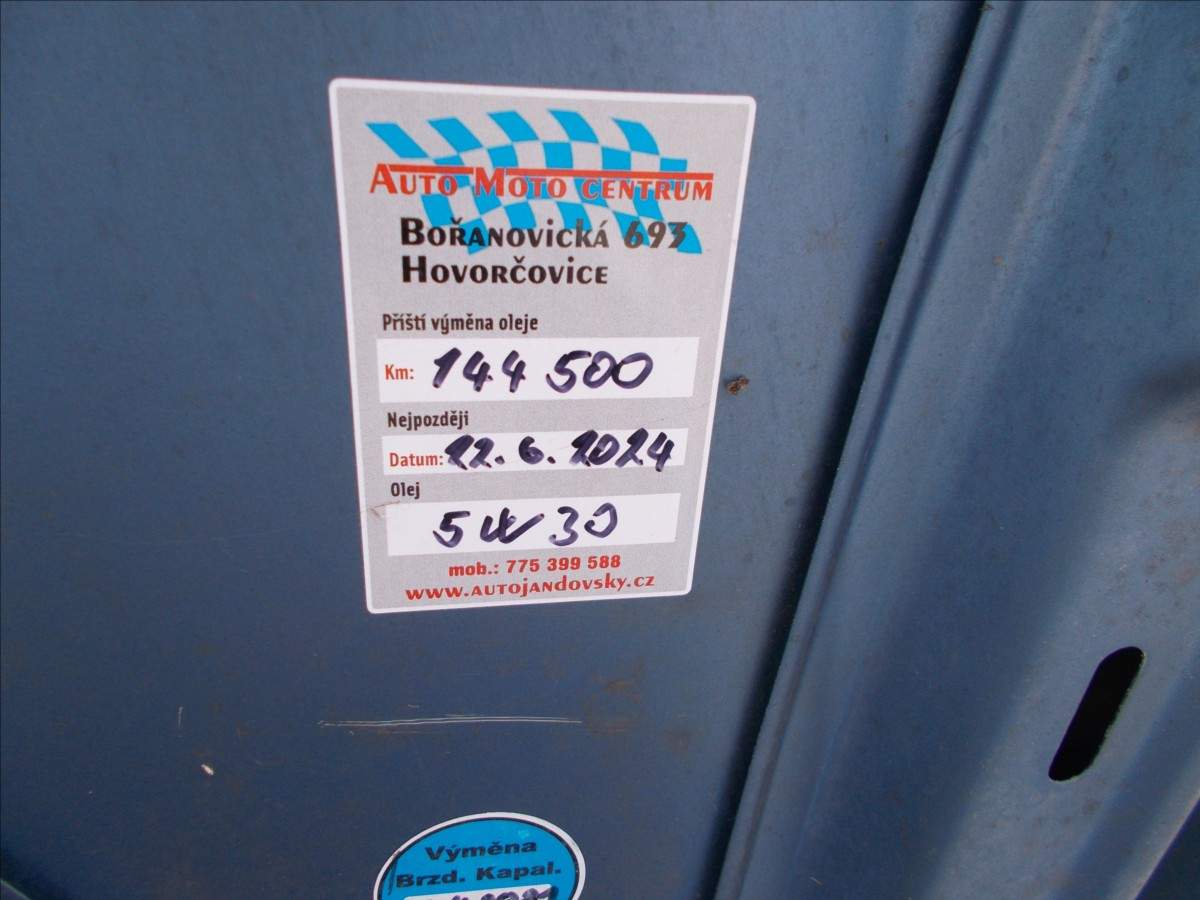 AUTO MOTO CENTRUM
BOŘANOVICKÁ 693
HOVORČOVICE
Příští výměna oleje
Km: 144 500
Nejpozději
Datum: 22.6.2024
Olej
5W30
mob.: 775 399 588
www.autojandovsky.cz
Výměna
Brzd. Kapal.